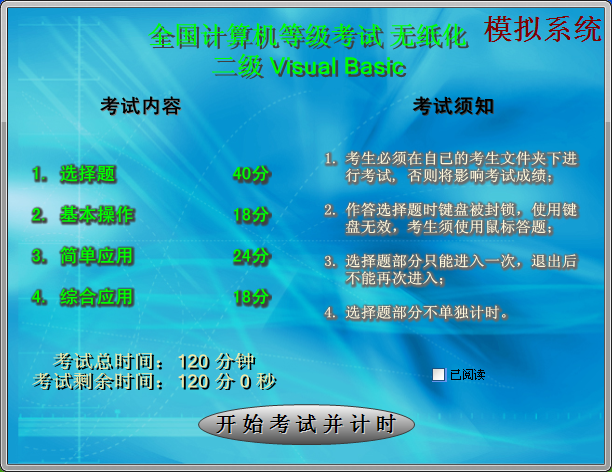 全国计算机等级考试 无纸化
模拟系统
二级 Visual Basic
考试内容
1. 选择题 40分
2. 基本操作 18分
3. 简单应用 24分
4. 综合应用 18分
考试总时间: 120 分钟
考试剩余时间: 120 分 0 秒
考试须知
1. 考生必须在自已的考生文件夹下进
行考试, 否则将影响考试成绩;
2. 作答选择题时键盘被封锁, 使用键
盘无效, 考生须使用鼠标答题;
3. 选择题部分只能进入一次, 退出后
不能再次进入;
4. 选择题部分不单独计时。
已阅读
开始考试并计时